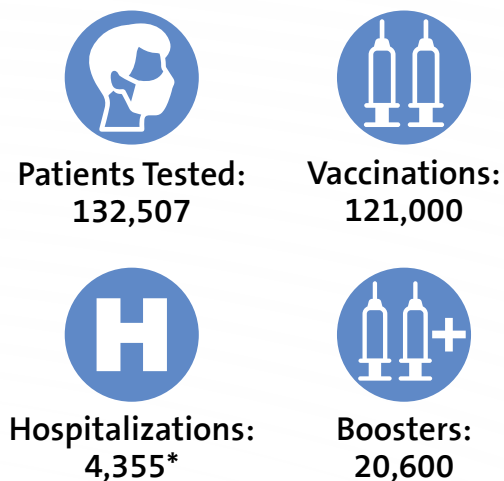 Patients Tested:
132,507
Vaccinations:
121,000
H
Hospitalizations:
4,355*
Boosters:
20,600